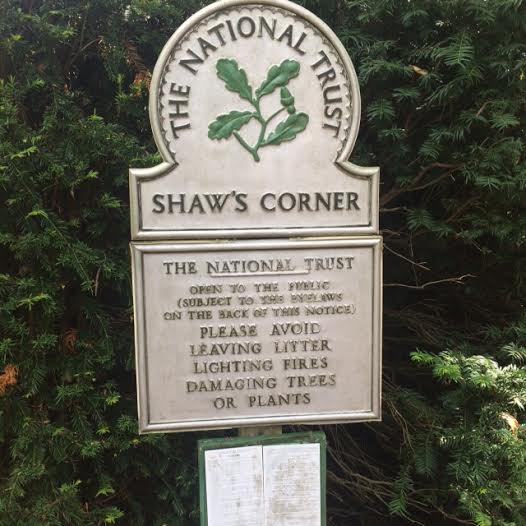 THE NATIONAL TRUST
SHAW'S CORNER
THE NATIONAL TRUST
OPEN TO THE PUBLIC
(SUBJECT TO THE BYELAWS
ON THE BACK OF THIS NOTICE)
PLEASE AVOID
LEAVING LITTER
LIGHTING FIRES
DAMAGING TREES
OR PLANTS